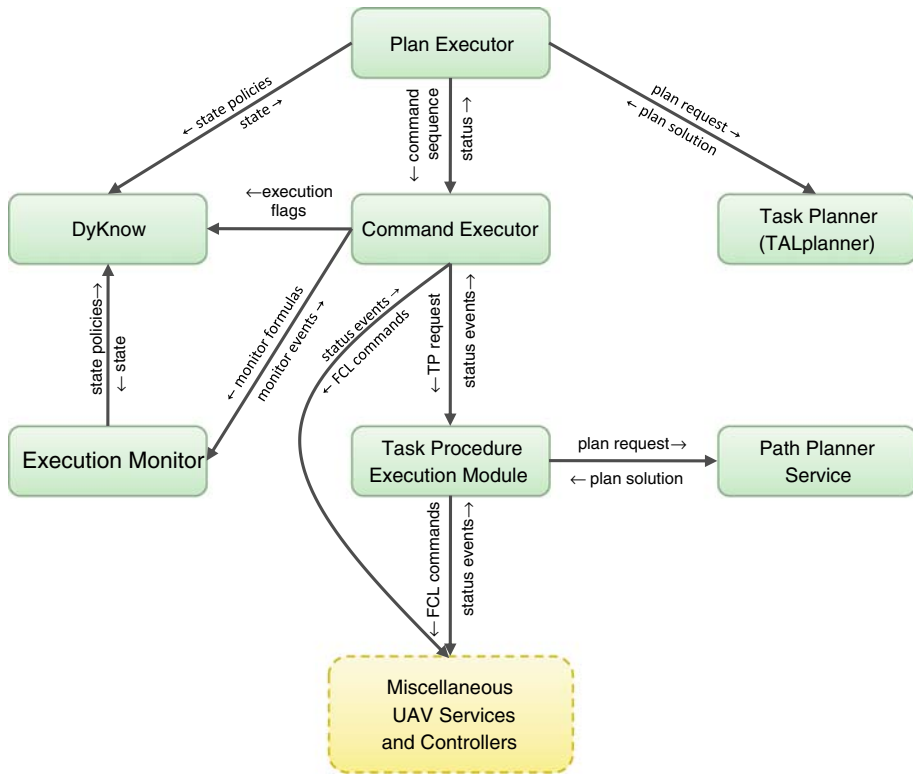 Plan Executor
← state policies
state →
← command
sequence
status →
plan request →
← plan solution
DyKnow
←execution
flags
Command Executor
Task Planner
(TALplanner)
state policies→
← state
← monitor formulas
monitor events →
status events →
← FCL commands
←TP request
status events→
Execution Monitor
Task Procedure
Execution Module
plan request→
← plan solution
Path Planner
Service
←FCL commands
status events→
Miscellaneous
UAV Services
and Controllers